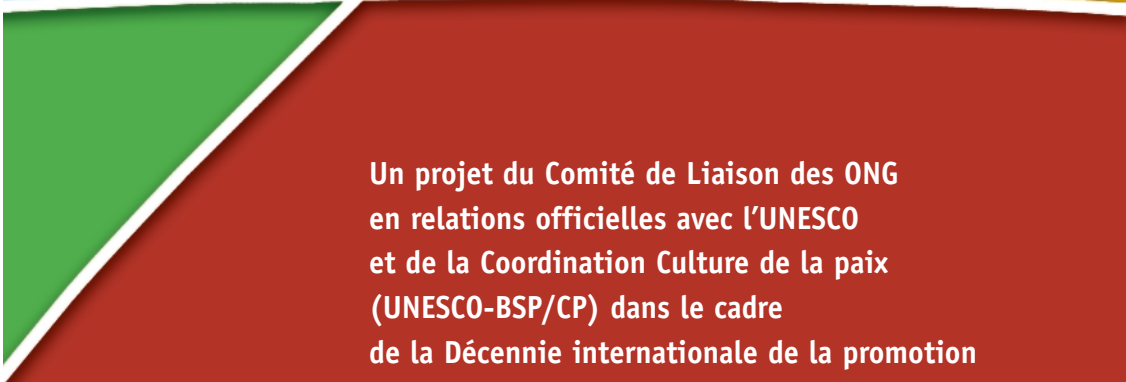 Un projet du Comité de Liaison des ONG
en relations officielles avec l’UNESCO
et de la Coordination Culture de la paix
(UNESCO-BSP/CP) dans le cadre
de la Décennie internationale de la promotion